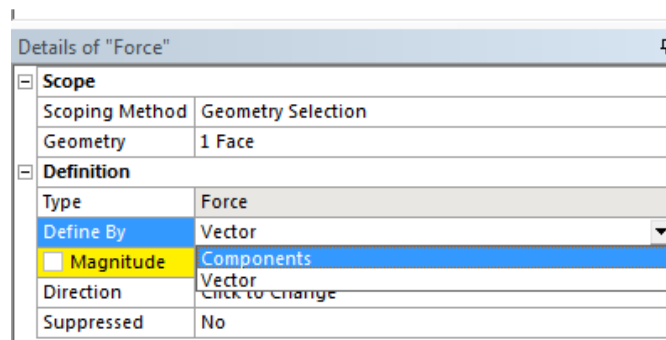 Details of "Force"
Scope
Scoping Method Geometry Selection
Geometry 1 Face
Definition
Type Force
Define By Vector
Magnitude Components
Vector
Direction Click to Change
Suppressed No